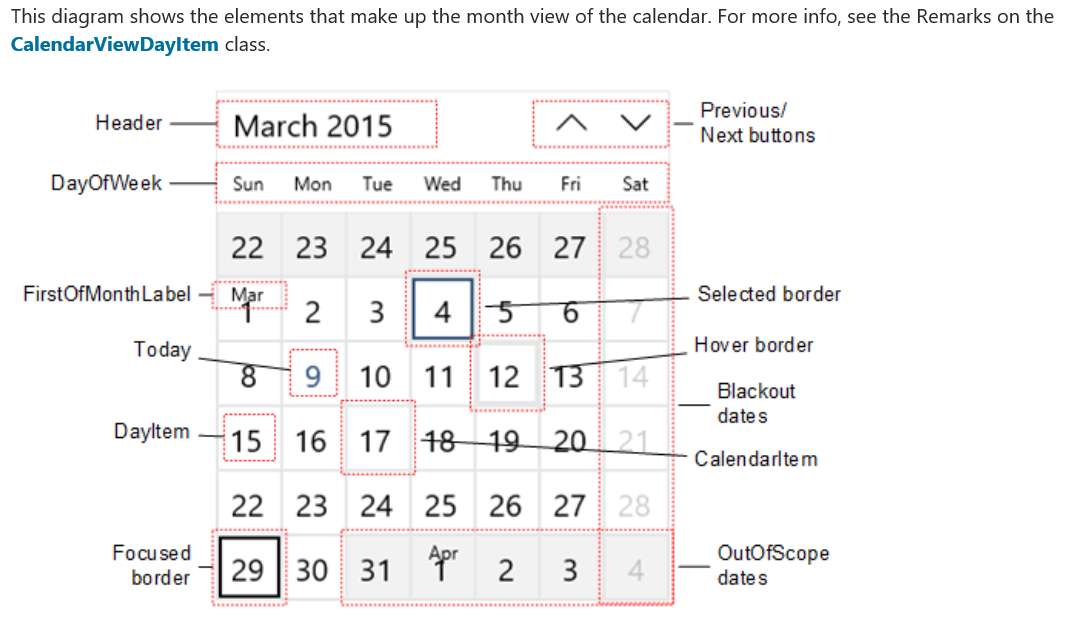 This diagram shows the elements that make up the month view of the calendar. For more info, see the Remarks on the
CalendarViewDayItem class.
Header
March 2015
Previous/
Next buttons
DayOfWeek
Sun Mon Tue Wed Thu Fri Sat
22 23 24 25 26 27 28
FirstOfMonthLabel
Mar
1 2 3 4 5 6 7
Selected border
Today
Hover border
8 9 10 11 12 13 14
Blackout
dates
DayItem
15 16 17 18 19 20 21
CalendarItem
22 23 24 25 26 27 28
Focused
border
Apr
29 30 31 1 2 3 4
OutOfScope
dates